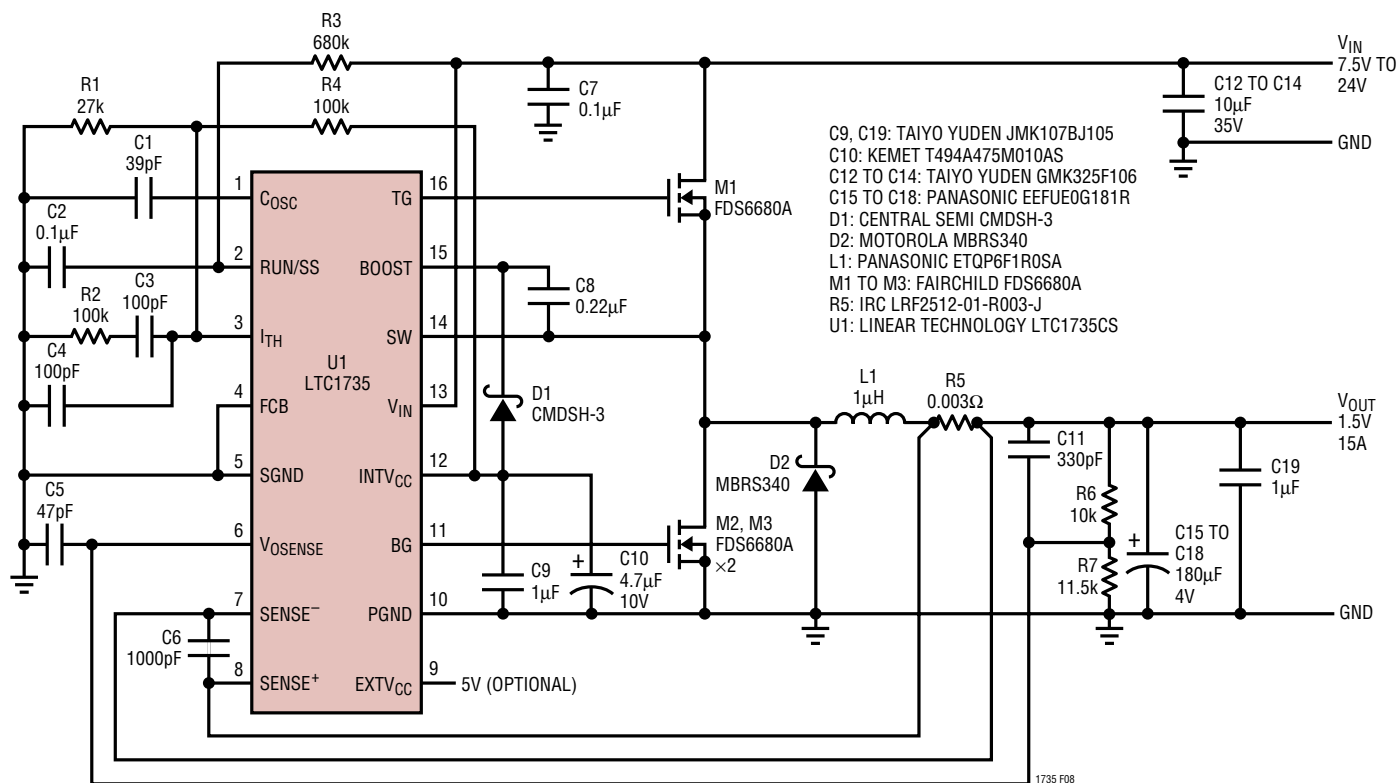 R3
680k
R1
27k
R4
100k
C7
0.1µF
V_IN
7.5V TO
24V
C12 TO C14
10µF
35V
GND
C1
39pF
C2
0.1µF
R2
100k
C3
100pF
C4
100pF
C5
47pF
C6
1000pF
1
C_OSC
2
RUN/SS
3
I_TH
4
FCB
5
SGND
6
V_OSENSE
7
SENSE⁻
8
SENSE⁺
U1
LTC1735
TG
16
BOOST
15
SW
14
V_IN
13
INTV_CC
12
BG
11
PGND
10
EXTV_CC
9
5V (OPTIONAL)
M1
FDS6680A
C8
0.22µF
D1
CMDSH-3
C9, C19: TAIYO YUDEN JMK107BJ105
C10: KEMET T494A475M010AS
C12 TO C14: TAIYO YUDEN GMK325F106
C15 TO C18: PANASONIC EEFUE0G181R
D1: CENTRAL SEMI CMDSH-3
D2: MOTOROLA MBRS340
L1: PANASONIC ETQP6F1R0SA
M1 TO M3: FAIRCHILD FDS6680A
R5: IRC LRF2512-01-R003-J
U1: LINEAR TECHNOLOGY LTC1735CS
L1
1µH
R5
0.003Ω
V_OUT
1.5V
15A
D2
MBRS340
C11
330pF
R6
10k
R7
11.5k
+
C15 TO
C18
180µF
4V
C19
1µF
M2, M3
FDS6680A
×2
C9
1µF
+
C10
4.7µF
10V
GND
1735 F08